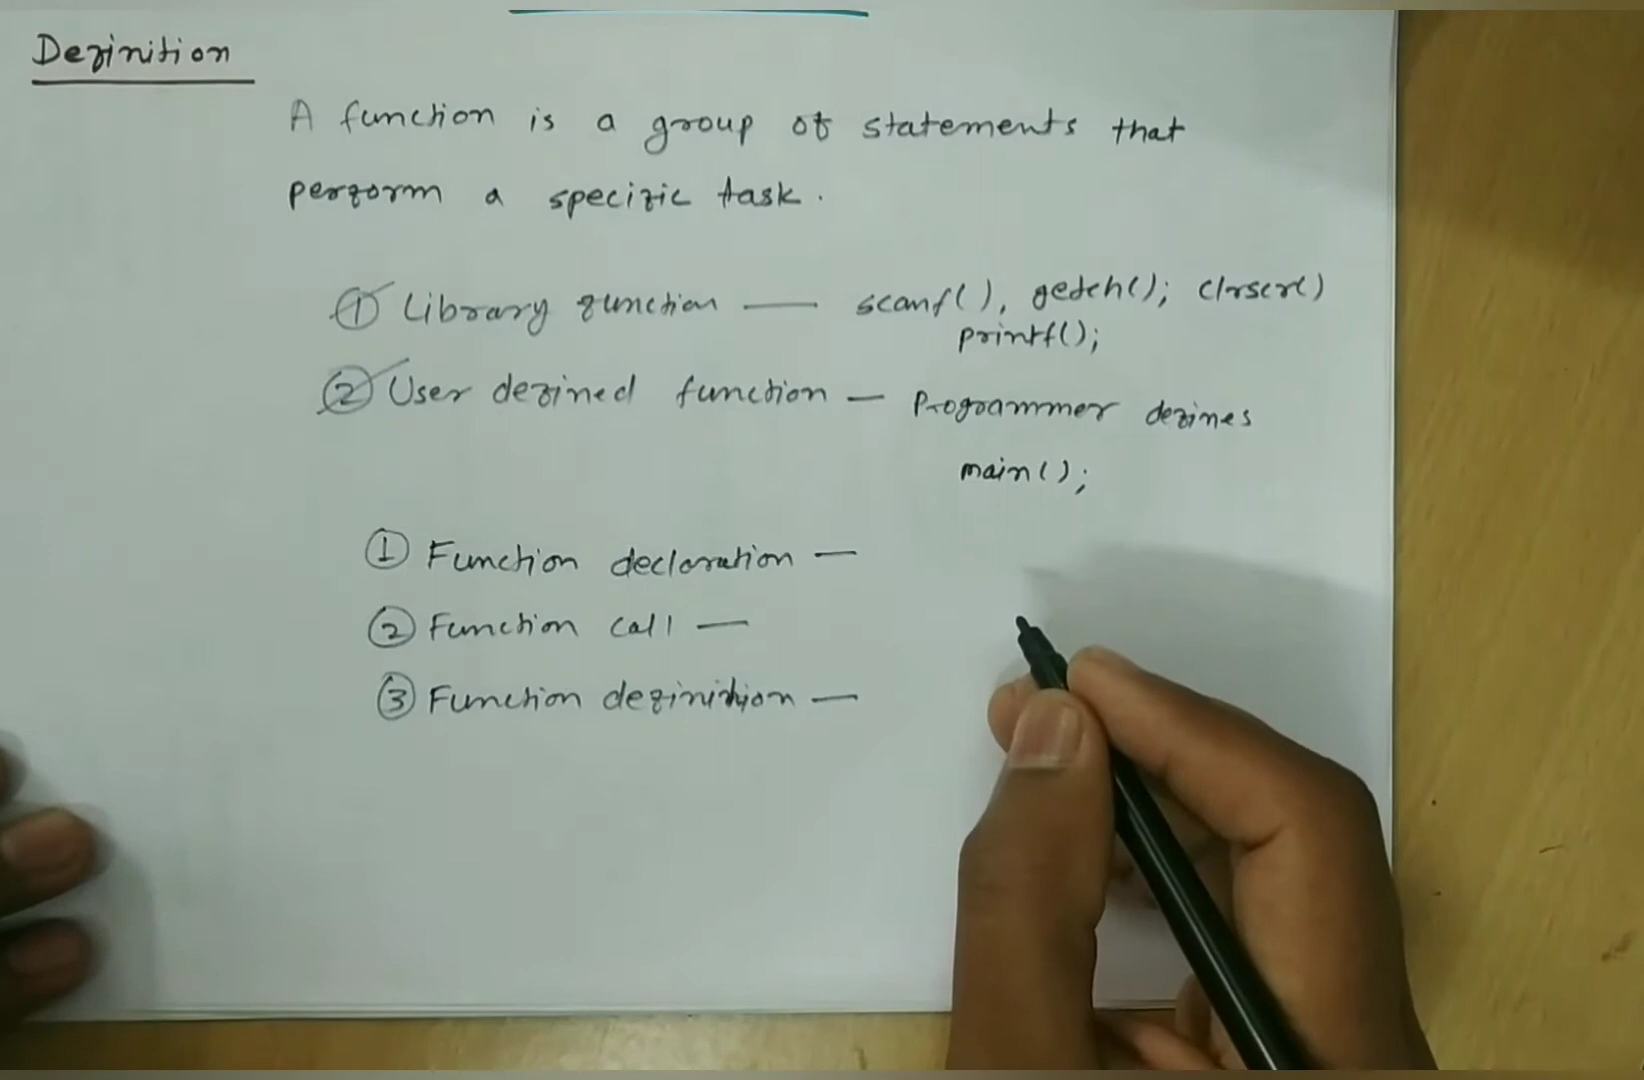 Definition
A function is a group of statements that
perform a specific task.
① Library function — scanf(), getch(); clrscr()
printf();
② User defined function — Programmer defines
main();
① Function declaration —
② Function call —
③ Function definition —